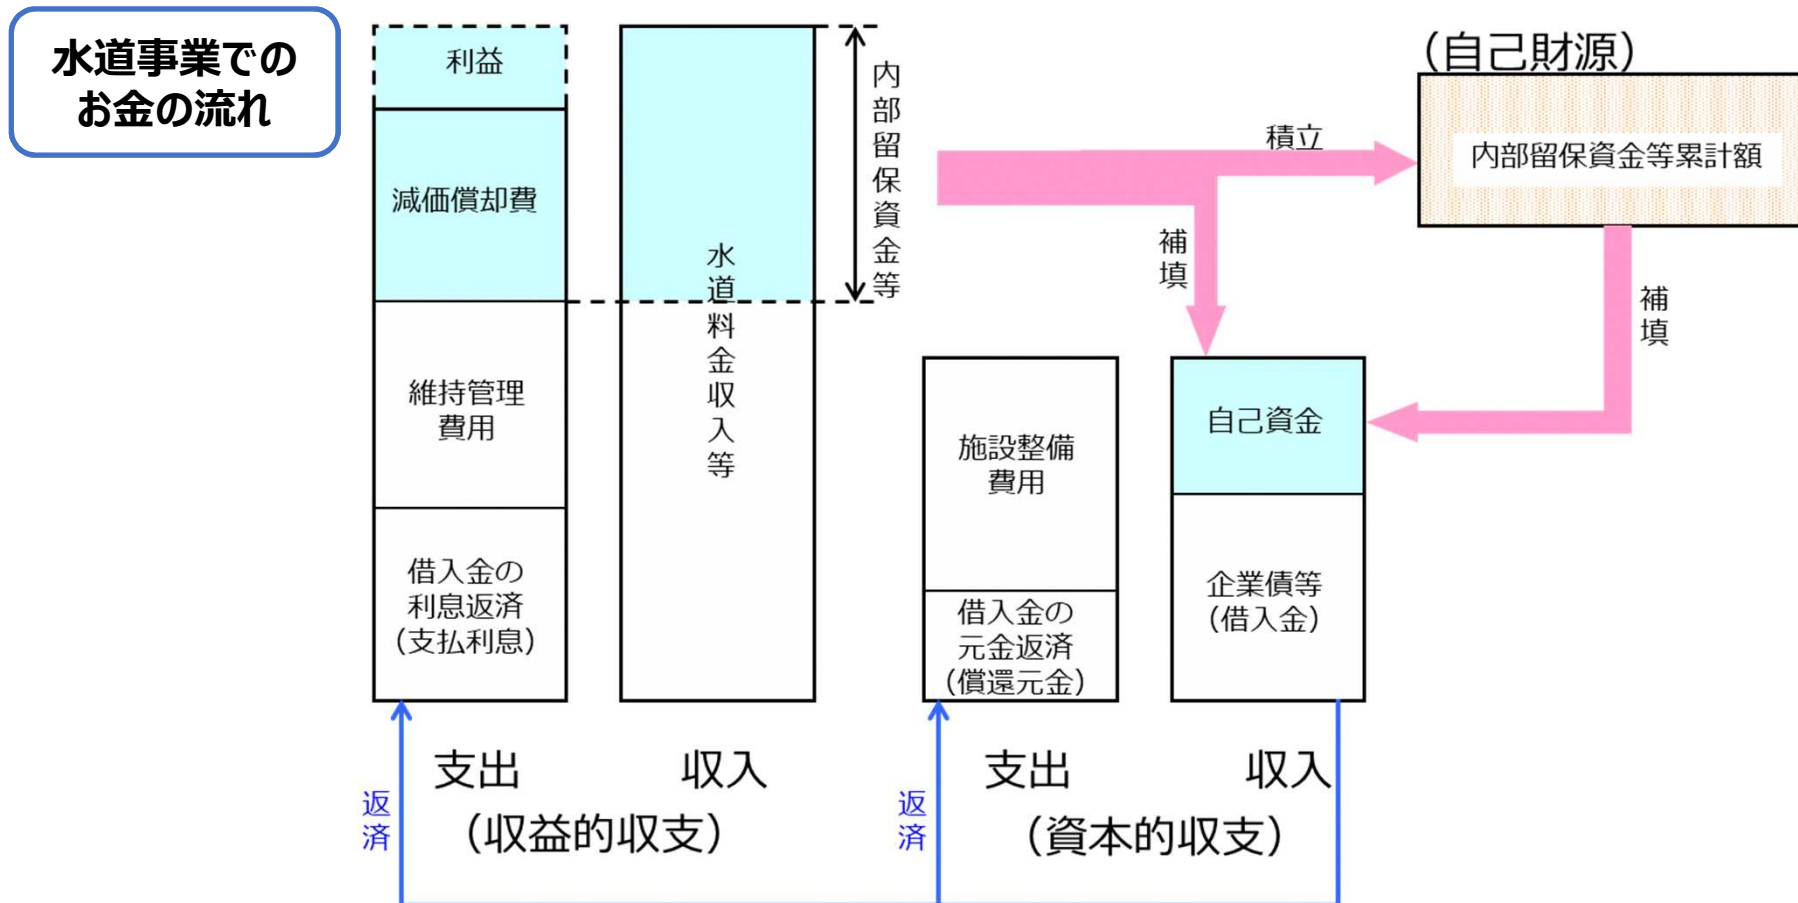 水道事業での
お金の流れ
利益
減価償却費
維持管理
費用
借入金の
利息返済
（支払利息）
水道料金収入等
内部留保資金等
積立
補填
（自己財源）
内部留保資金等累計額
補填
施設整備
費用
借入金の
元金返済
（償還元金）
自己資金
企業債等
（借入金）
支出
収入
（収益的収支）
支出
収入
（資本的収支）
返済
返済